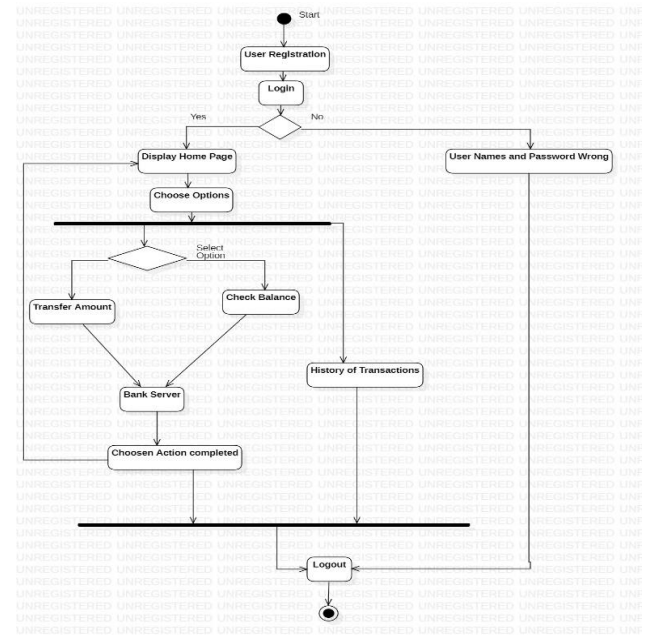 Start
User Registration
Login
Yes
No
Display Home Page
User Names and Password Wrong
Choose Options
Select
Option
Transfer Amount
Check Balance
History of Transactions
Bank Server
Choosen Action completed
Logout
UNREGISTERED